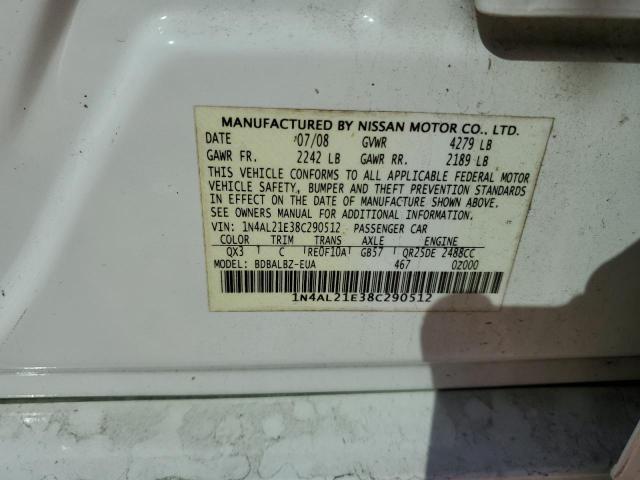 MANUFACTURED BY NISSAN MOTOR CO., LTD.
DATE 07/08 GVWR 4279 LB
GAWR FR. 2242 LB GAWR RR. 2189 LB
THIS VEHICLE CONFORMS TO ALL APPLICABLE FEDERAL MOTOR
VEHICLE SAFETY, BUMPER AND THEFT PREVENTION STANDARDS
IN EFFECT ON THE DATE OF MANUFACTURE SHOWN ABOVE.
SEE OWNERS MANUAL FOR ADDITIONAL INFORMATION.
VIN: 1N4AL21E38C290512 PASSENGER CAR
COLOR TRIM TRANS AXLE ENGINE
QX3 C RE0F10A GB57 QR25DE 2488CC
MODEL: BDBALBZ-EUA 467 0Z000
1N4AL21E38C290512